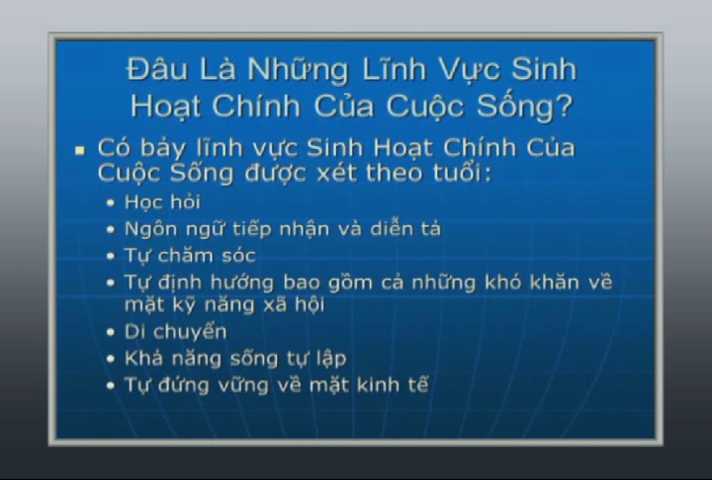 Đâu Là Những Lĩnh Vực Sinh
Hoạt Chính Của Cuộc Sống?
Có bảy lĩnh vực Sinh Hoạt Chính Của
Cuộc Sống được xét theo tuổi:
• Học hỏi
• Ngôn ngữ tiếp nhận và diễn tả
• Tự chăm sóc
• Tự định hướng bao gồm cả những khó khăn về
mặt kỹ năng xã hội
• Di chuyển
• Khả năng sống tự lập
• Tự đứng vững về mặt kinh tế